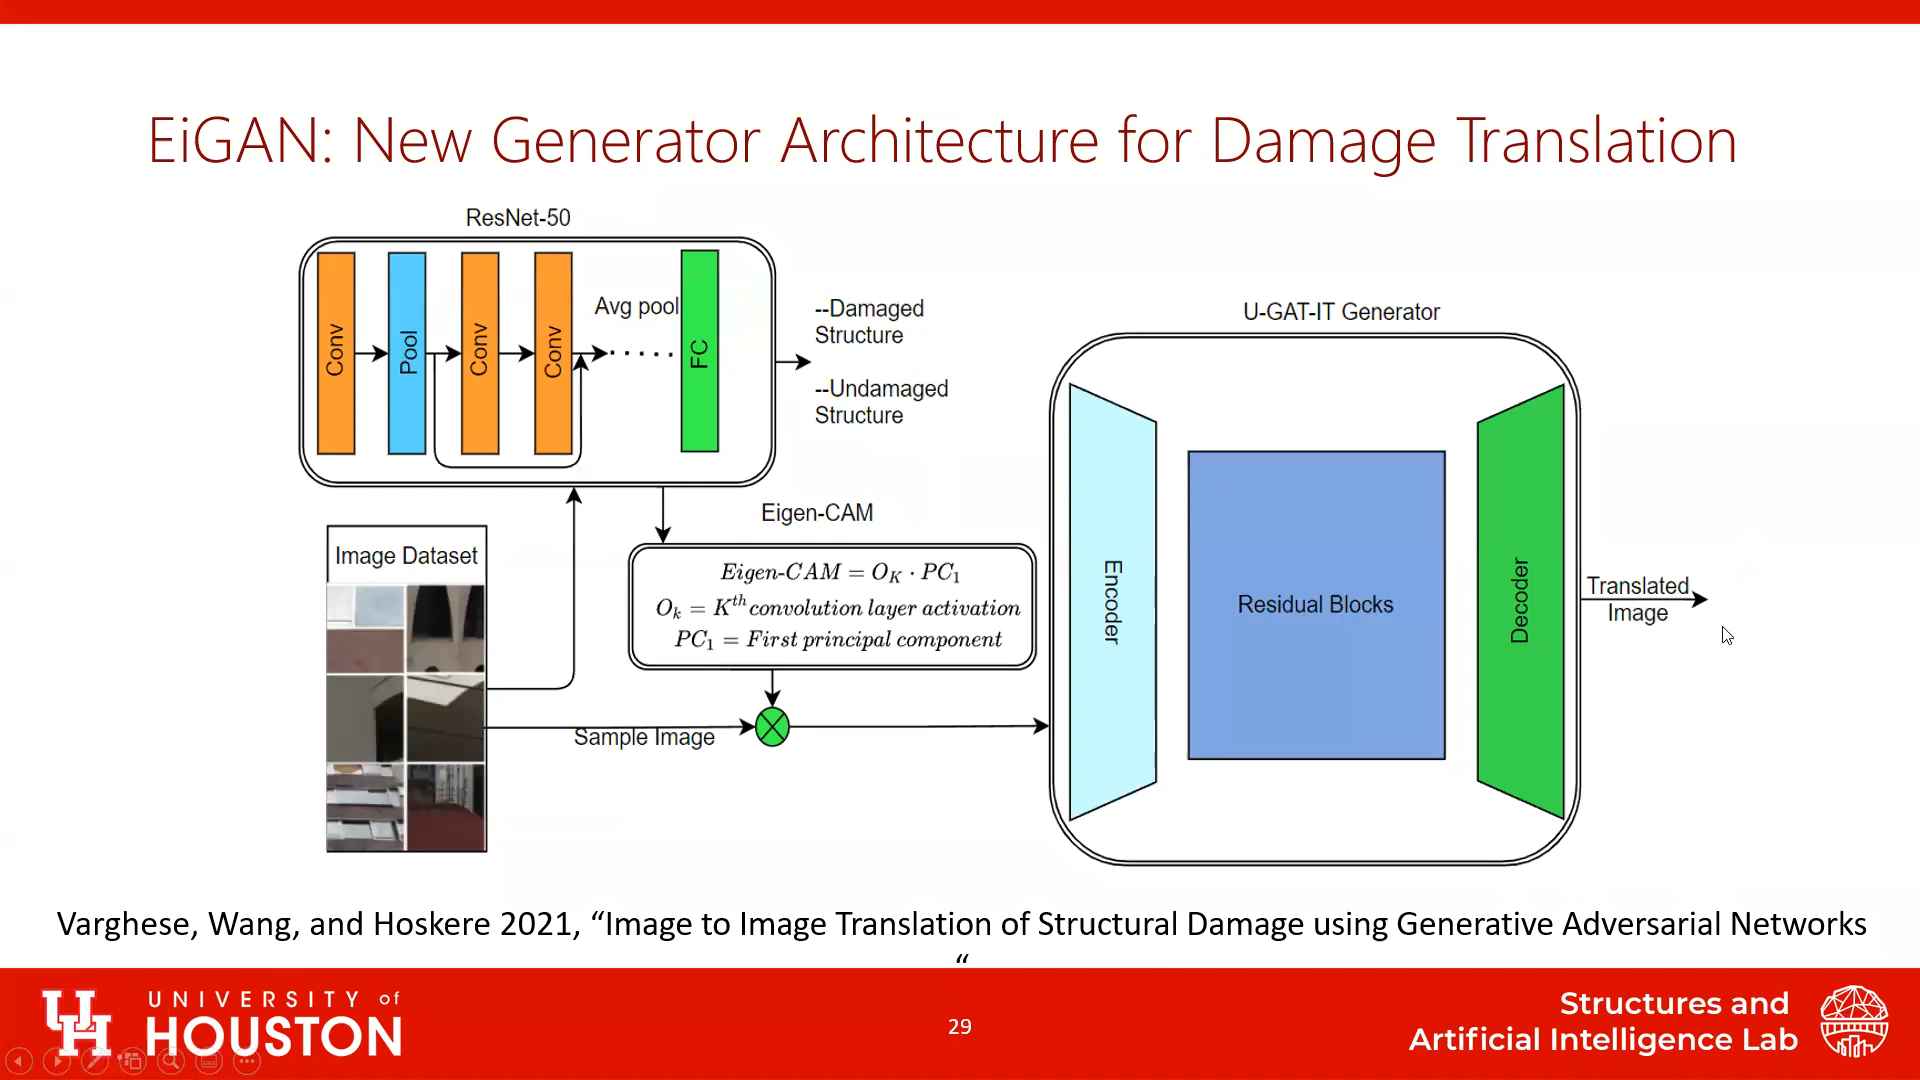 EiGAN: New Generator Architecture for Damage Translation
ResNet-50
Conv
Pool
Conv
Conv
Avg pool
FC
--Damaged
Structure
--Undamaged
Structure
Image Dataset
Eigen-CAM
Eigen-CAM = O_K · PC_1
O_k = K^th convolution layer activation
PC_1 = First principal component
Sample Image
U-GAT-IT Generator
Encoder
Residual Blocks
Decoder
Translated
Image
Varghese, Wang, and Hoskere 2021, “Image to Image Translation of Structural Damage using Generative Adversarial Networks
“
UNIVERSITY of
HOUSTON
29
Structures and
Artificial Intelligence Lab